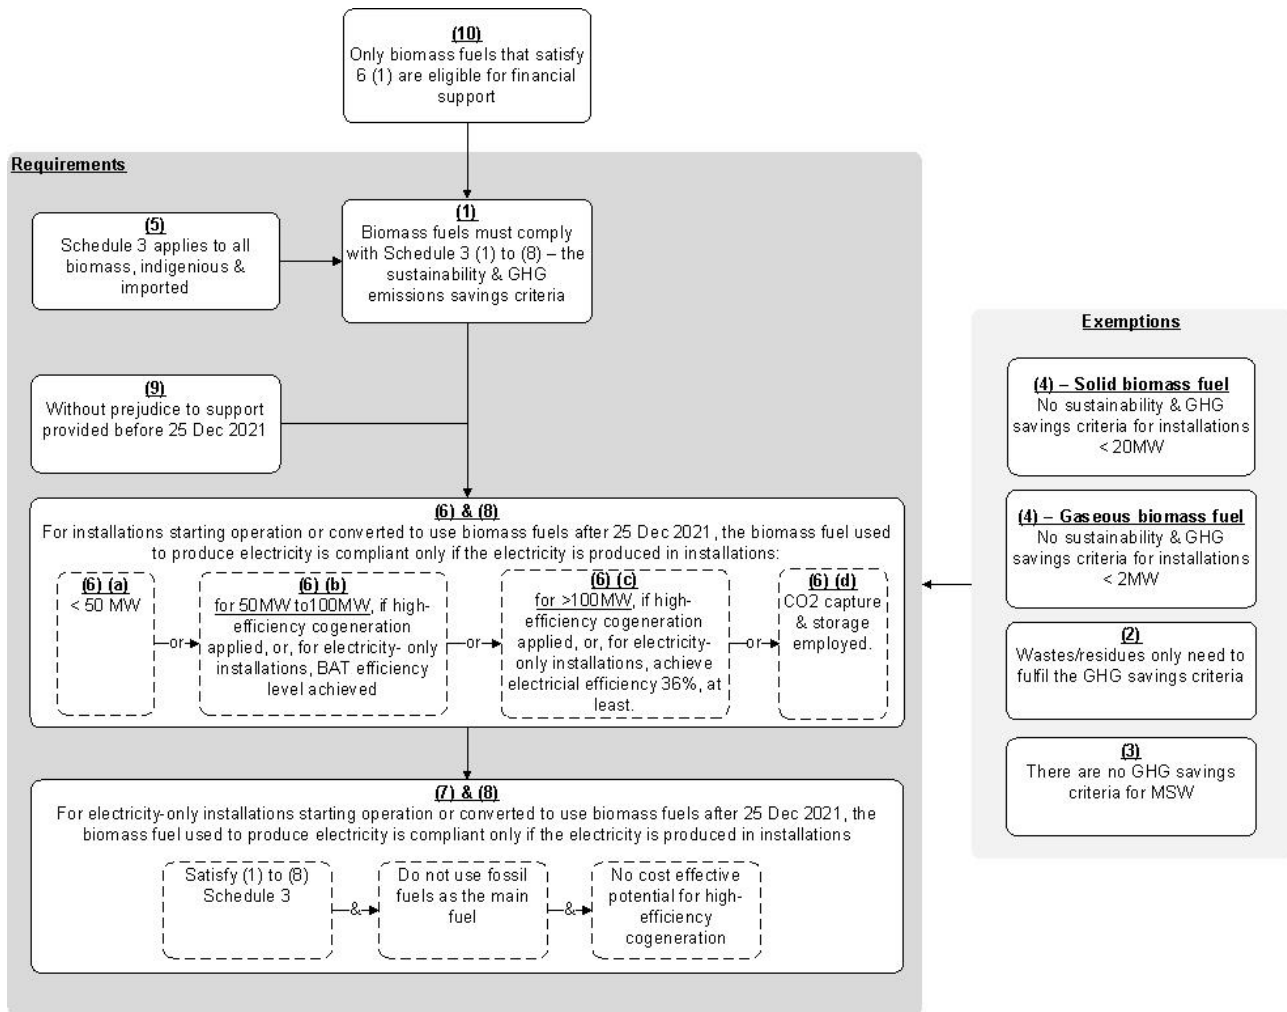 (10)
Only biomass fuels that satisfy
6 (1) are eligible for financial
support
Requirements
(5)
Schedule 3 applies to all
biomass, indigenious &
imported
(1)
Biomass fuels must comply
with Schedule 3 (1) to (8) – the
sustainability & GHG
emissions savings criteria
(9)
Without prejudice to support
provided before 25 Dec 2021
(6) & (8)
For installations starting operation or converted to use biomass fuels after 25 Dec 2021, the biomass fuel used
to produce electricity is compliant only if the electricity is produced in installations:
(6) (a)
< 50 MW
or
(6) (b)
for 50MW to100MW, if high-
efficiency cogeneration
applied, or, for electricity- only
installations, BAT efficiency
level achieved
or
(6) (c)
for >100MW, if high-
efficiency cogeneration
applied, or, for electricity-
only installations, achieve
electricial efficiency 36%, at
least.
or
(6) (d)
CO2 capture
& storage
employed.
(7) & (8)
For electricity-only installations starting operation or converted to use biomass fuels after 25 Dec 2021, the
biomass fuel used to produce electricity is compliant only if the electricity is produced in installations
Satisfy (1) to (8)
Schedule 3
&
Do not use fossil
fuels as the main
fuel
&
No cost effective
potential for high-
efficiency
cogeneration
Exemptions
(4) – Solid biomass fuel
No sustainability & GHG
savings criteria for installations
< 20MW
(4) – Gaseous biomass fuel
No sustainability & GHG
savings criteria for installations
< 2MW
(2)
Wastes/residues only need to
fulfil the GHG savings criteria
(3)
There are no GHG savings
criteria for MSW